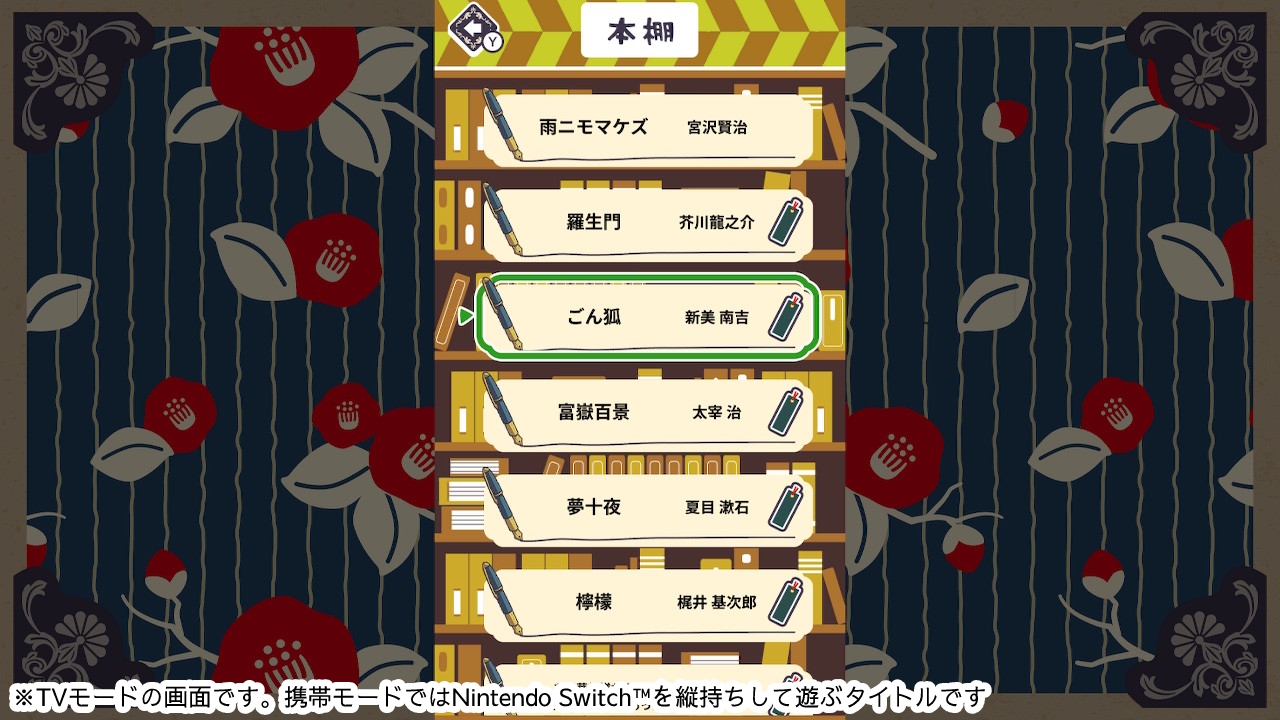 本棚
Y
雨ニモマケズ 宮沢賢治
羅生門 芥川龍之介
ごん狐 新美 南吉
富嶽百景 太宰 治
夢十夜 夏目 漱石
檸檬 梶井 基次郎
※TVモードの画面です。携帯モードではNintendo Switch™を縦持ちして遊ぶタイトルです